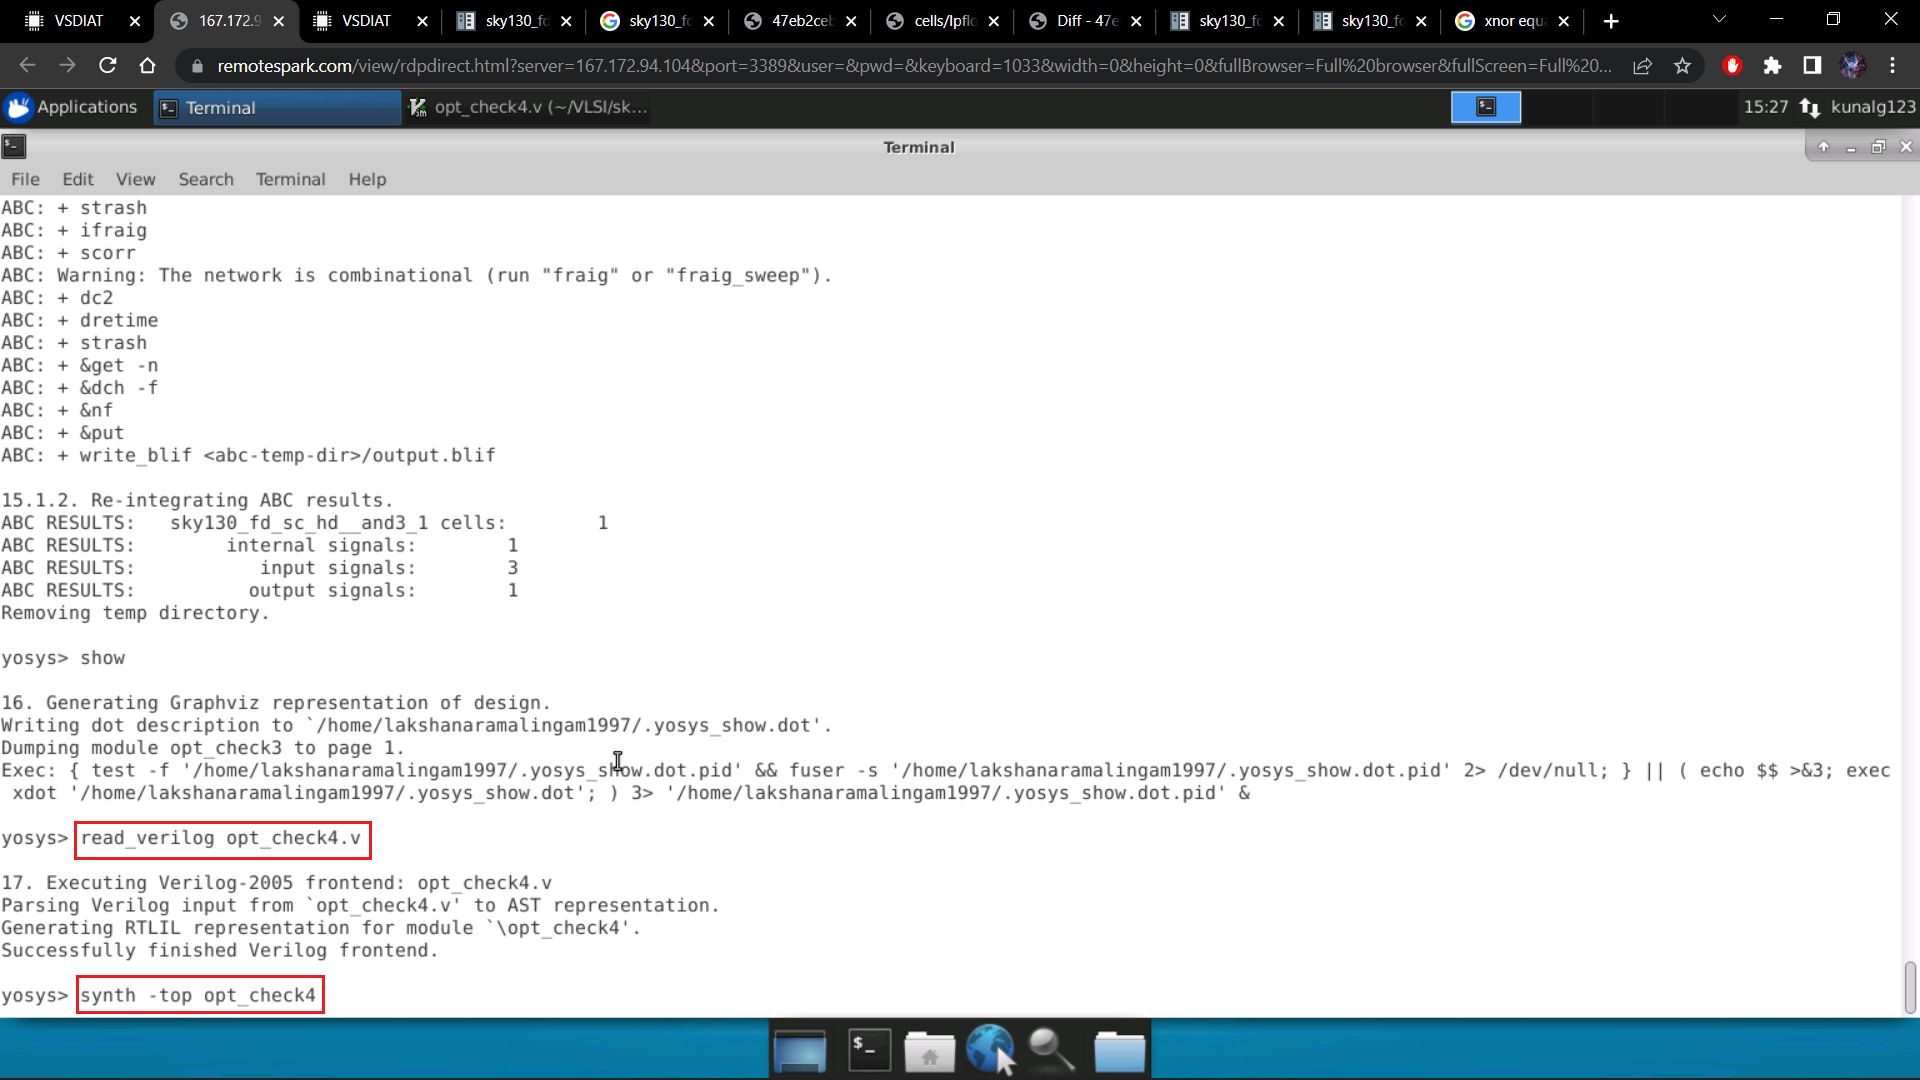 VSDIAT
167.172.9
VSDIAT
sky130_fd
sky130_fc
47eb2ceb
cells/lpflo
Diff - 47e
sky130_fc
sky130_fc
xnor equa
remotespark.com/view/rdpdirect.html?server=167.172.94.104&port=3389&user=&pwd=&keyboard=1033&width=0&height=0&fullBrowser=Full%20browser&fullScreen=Full%20...
Applications
Terminal
opt_check4.v (~/VLSI/sk...
15:27
kunalg123
Terminal
File Edit View Search Terminal Help
ABC: + strash
ABC: + ifraig
ABC: + scorr
ABC: Warning: The network is combinational (run "fraig" or "fraig_sweep").
ABC: + dc2
ABC: + dretime
ABC: + strash
ABC: + &get -n
ABC: + &dch -f
ABC: + &nf
ABC: + &put
ABC: + write_blif <abc-temp-dir>/output.blif
15.1.2. Re-integrating ABC results.
ABC RESULTS:   sky130_fd_sc_hd__and3_1 cells:        1
ABC RESULTS:        internal signals:        1
ABC RESULTS:           input signals:        3
ABC RESULTS:          output signals:        1
Removing temp directory.
yosys> show
16. Generating Graphviz representation of design.
Writing dot description to `/home/lakshanaramalingam1997/.yosys_show.dot'.
Dumping module opt_check3 to page 1.
Exec: { test -f '/home/lakshanaramalingam1997/.yosys_show.dot.pid' && fuser -s '/home/lakshanaramalingam1997/.yosys_show.dot.pid' 2> /dev/null; } || ( echo $$ >&3; exec
xdot '/home/lakshanaramalingam1997/.yosys_show.dot'; ) 3> '/home/lakshanaramalingam1997/.yosys_show.dot.pid' &
yosys> read_verilog opt_check4.v
17. Executing Verilog-2005 frontend: opt_check4.v
Parsing Verilog input from `opt_check4.v' to AST representation.
Generating RTLIL representation for module `\opt_check4'.
Successfully finished Verilog frontend.
yosys> synth -top opt_check4